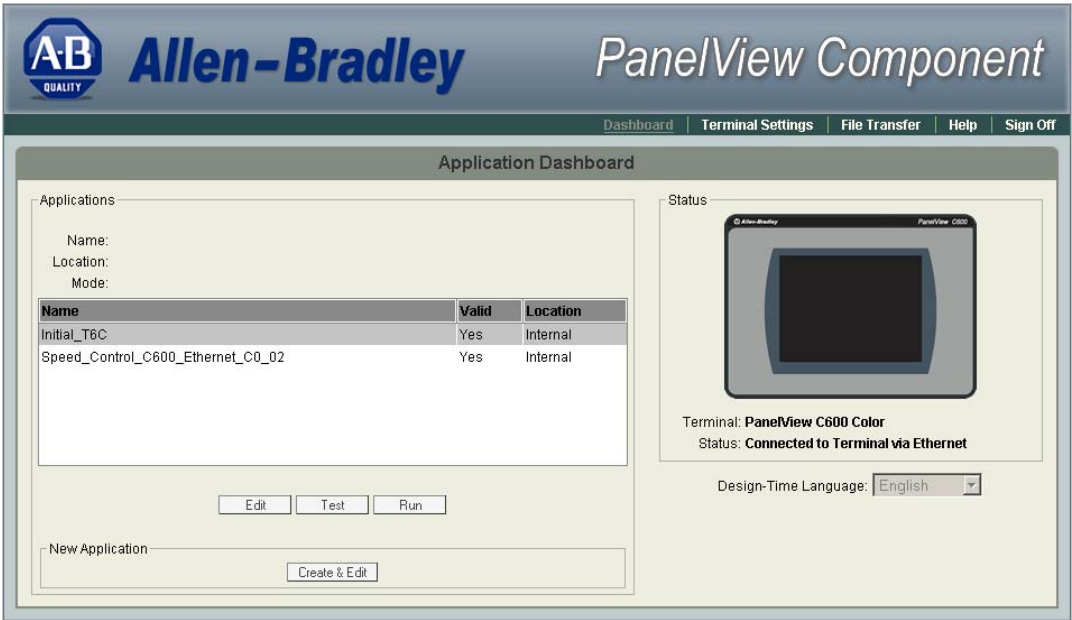 A-B
QUALITY
Allen-Bradley
PanelView Component
Dashboard | Terminal Settings | File Transfer | Help | Sign Off
Application Dashboard
Applications
Name:
Location:
Mode:
Name Valid Location
Initial_T6C Yes Internal
Speed_Control_C600_Ethernet_C0_02 Yes Internal
Edit Test Run
New Application
Create & Edit
Status
Allen-Bradley PanelView C600
Terminal: PanelView C600 Color
Status: Connected to Terminal via Ethernet
Design-Time Language: English